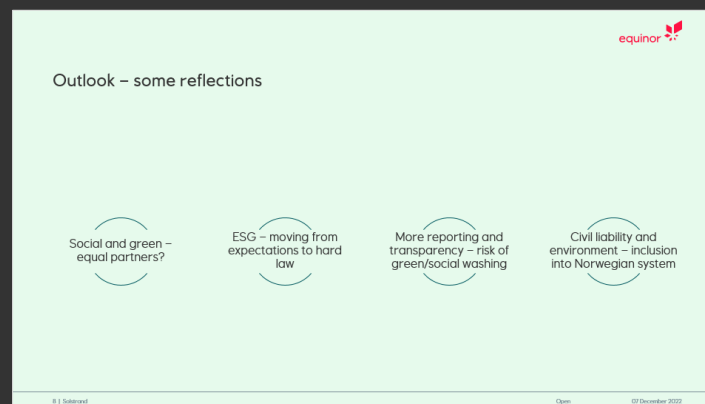 equinor
Outlook – some reflections
Social and green –
equal partners?
ESG – moving from
expectations to hard
law
More reporting and
transparency – risk of
green/social washing
Civil liability and
environment – inclusion
into Norwegian system
8 | Solstrand
Open
07 December 2022